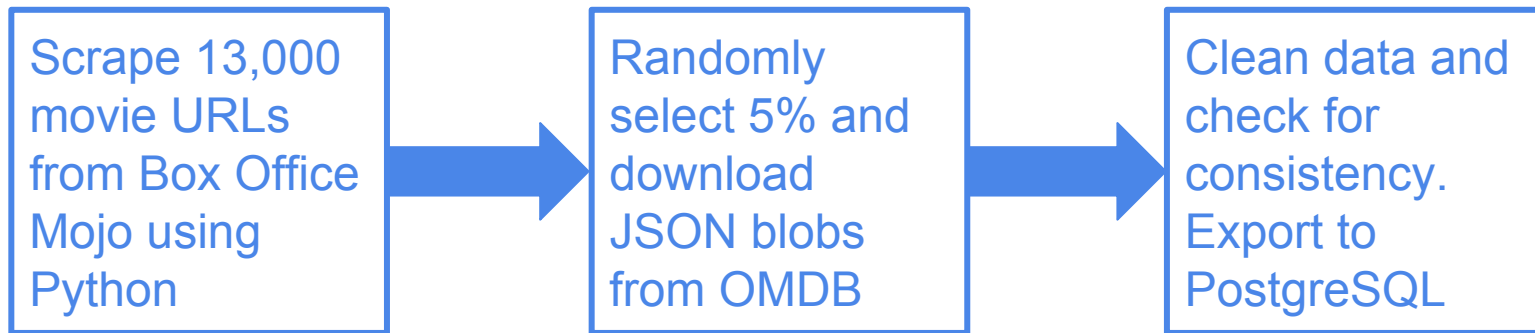 Scrape 13,000
movie URLs
from Box Office
Mojo using
Python
Randomly
select 5% and
download
JSON blobs
from OMDB
Clean data and
check for
consistency.
Export to
PostgreSQL